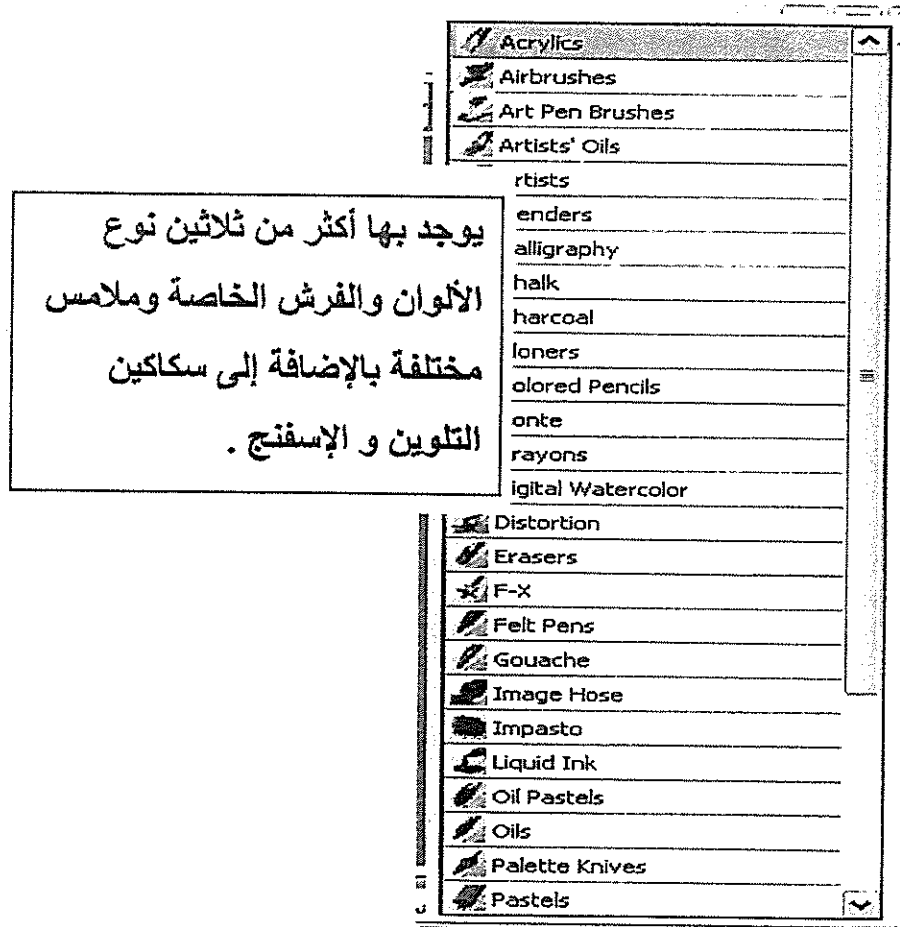 Acrylics
Airbrushes
Art Pen Brushes
Artists' Oils
rtists
enders
alligraphy
halk
harcoal
loners
olored Pencils
onte
rayons
igital Watercolor
Distortion
Erasers
F-X
Felt Pens
Gouache
Image Hose
Impasto
Liquid Ink
Oil Pastels
Oils
Palette Knives
Pastels
يوجد بها أكثر من ثلاثين نوع
الألوان والفرش الخاصة وملامس
مختلفة بالإضافة إلى سكاكين
التلوين و الإسفنج .